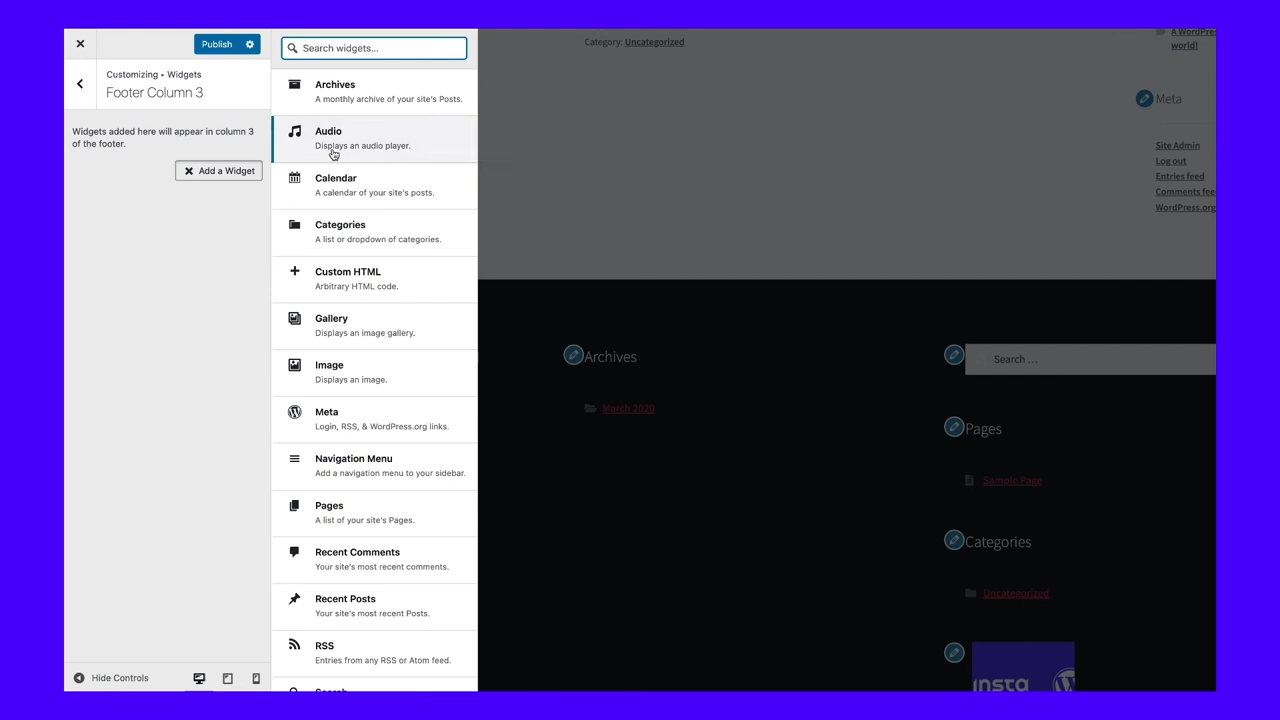 Publish
Customizing • Widgets
Footer Column 3
Widgets added here will appear in column 3
of the footer.
Add a Widget
Hide Controls
Search widgets...
Archives
A monthly archive of your site's Posts.
Audio
Displays an audio player.
Calendar
A calendar of your site's posts.
Categories
A list or dropdown of categories.
Custom HTML
Arbitrary HTML code.
Gallery
Displays an image gallery.
Image
Displays an image.
Meta
Login, RSS, & WordPress.org links.
Navigation Menu
Add a navigation menu to your sidebar.
Pages
A list of your site's Pages.
Recent Comments
Your site's most recent comments.
Recent Posts
Your site's most recent Posts.
RSS
Entries from any RSS or Atom feed.
Search
Category: Uncategorized
A WordPres
world!
Meta
Site Admin
Log out
Entries feed
Comments fee
WordPress.org
Archives
March 2020
Search ...
Pages
Sample Page
Categories
Uncategorized
insta